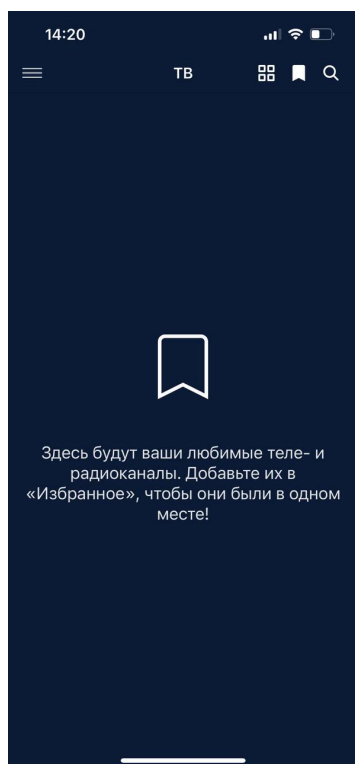 14:20
ТВ
Здесь будут ваши любимые теле- и
радиоканалы. Добавьте их в
«Избранное», чтобы они были в одном
месте!